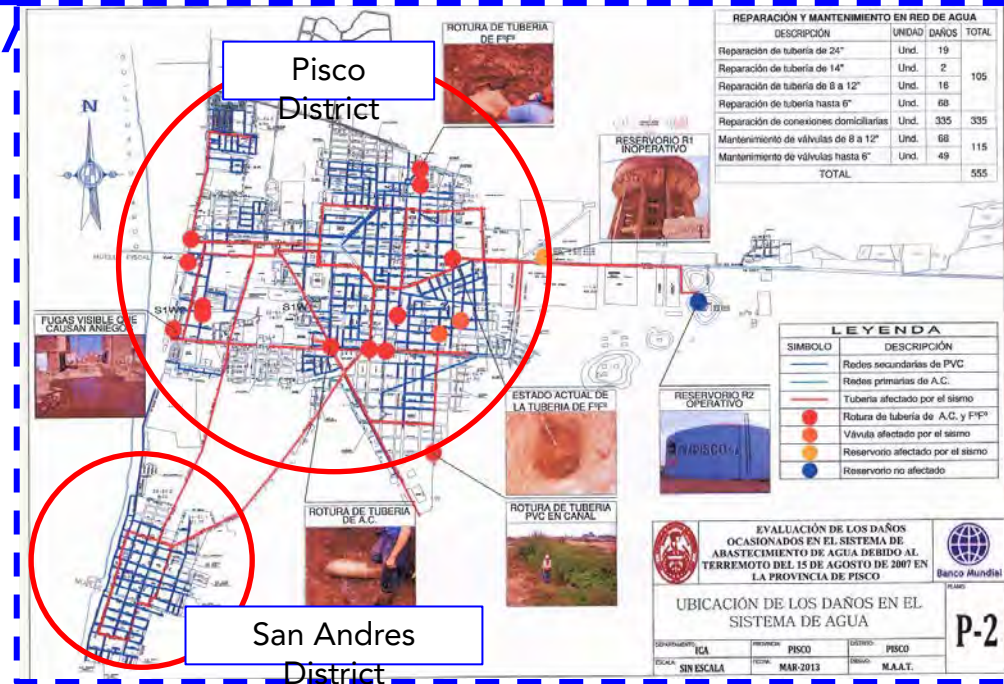 Pisco
District
ROTURA DE TUBERIA
DE FºFº
REPARACIÓN Y MANTENIMIENTO EN RED DE AGUA
DESCRIPCIÓN UNIDAD DAÑOS TOTAL
Reparación de tubería de 24" Und. 19
Reparación de tubería de 14" Und. 2
105
Reparación de tubería de 8 a 12" Und. 16
Reparación de tubería hasta 6" Und. 68
Reparación de conexiones domiciliarias Und. 335 335
Mantenimiento de válvulas de 8 a 12" Und. 66
115
Mantenimiento de válvulas hasta 6" Und. 49
TOTAL 555
N
RESERVORIO R1
INOPERATIVO
S1W
S1W
FUGAS VISIBLE QUE
CAUSAN ANIEGO
LEYENDA
SIMBOLO DESCRIPCIÓN
Redes secundarias de PVC
Redes primarias de A.C.
Tubería afectado por el sismo
Rotura de tubería de A.C. y FºFº
Vávula afectado por el sismo
Reservorio afectado por el sismo
Reservorio no afectado
ESTADO ACTUAL DE
LA TUBERIA DE FºFº
RESERVORIO R2
OPERATIVO
ROTURA DE TUBERIA
DE A.C.
ROTURA DE TUBERIA
PVC EN CANAL
EVALUACIÓN DE LOS DAÑOS
OCASIONADOS EN EL SISTEMA DE
ABASTECIMIENTO DE AGUA DEBIDO AL
TERREMOTO DEL 15 DE AGOSTO DE 2007 EN
LA PROVINCIA DE PISCO
Banco Mundial
UBICACIÓN DE LOS DAÑOS EN EL
SISTEMA DE AGUA
PLANO:
P-2
DEPARTAMENTO: ICA PROVINCIA: PISCO DISTRITO: PISCO
ESCALA: SIN ESCALA FECHA: MAR-2013 DIBUJO: M.A.A.T.
San Andres
District